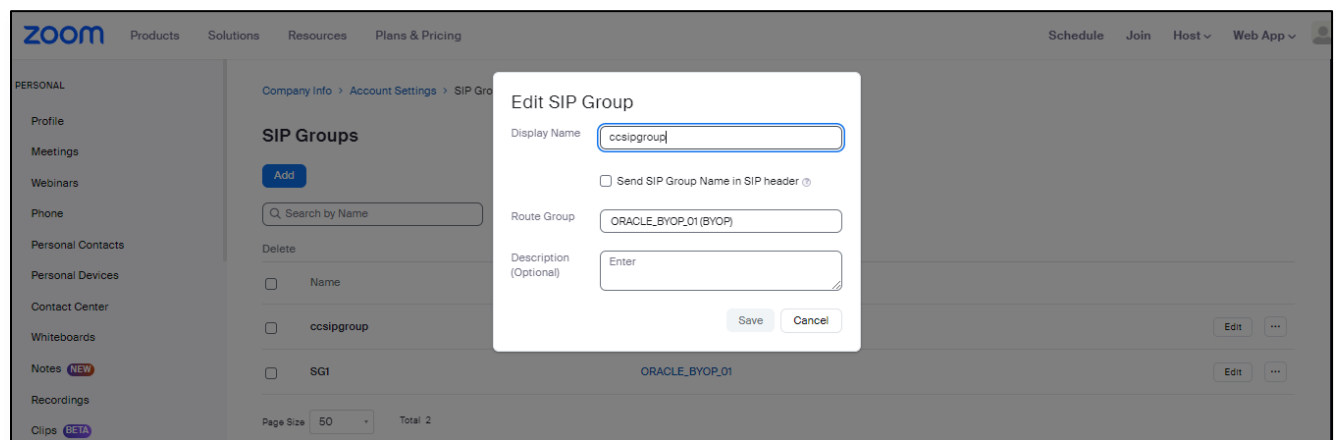 zoom Products Solutions Resources Plans & Pricing Schedule Join Host Web App
PERSONAL
Profile
Meetings
Webinars
Phone
Personal Contacts
Personal Devices
Contact Center
Whiteboards
Notes NEW
Recordings
Clips BETA
Company Info > Account Settings > SIP Gro
SIP Groups
Add
Search by Name
Delete
Name
ccsipgroup Edit ...
SG1 ORACLE_BYOP_01 Edit ...
Page Size 50 Total 2
Edit SIP Group
Display Name ccsipgroup
Send SIP Group Name in SIP header ?
Route Group ORACLE_BYOP_01 (BYOP)
Description
(Optional)
Enter
Save Cancel